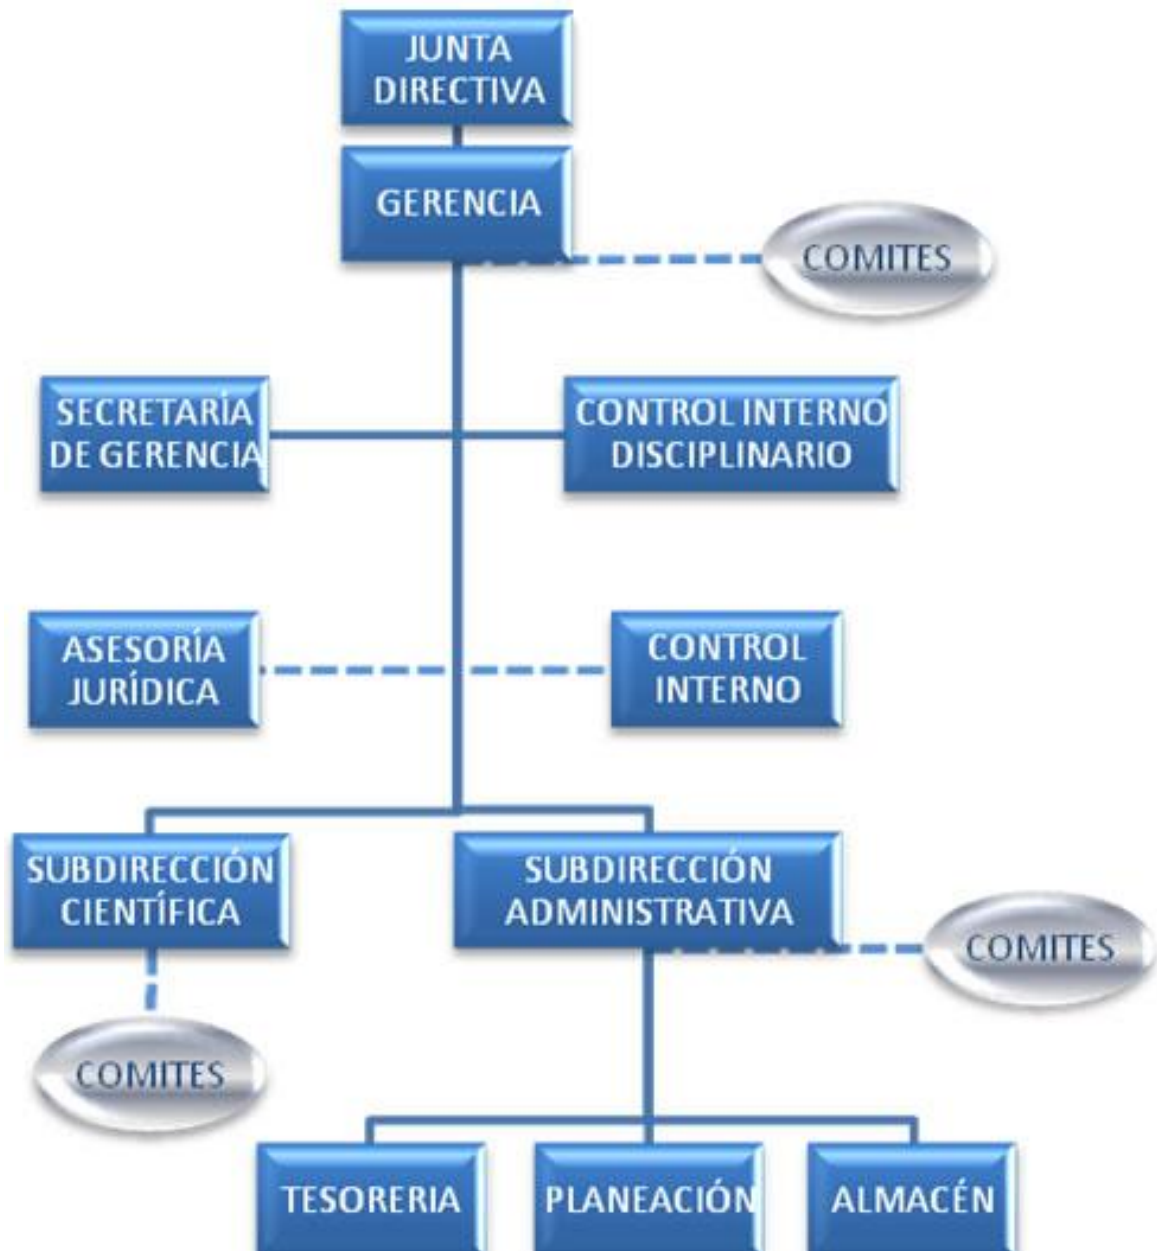 JUNTA
DIRECTIVA
GERENCIA
COMITES
SECRETARÍA
DE GERENCIA
CONTROL INTERNO
DISCIPLINARIO
ASESORÍA
JURÍDICA
CONTROL
INTERNO
SUBDIRECCIÓN
CIENTÍFICA
SUBDIRECCIÓN
ADMINISTRATIVA
COMITES
COMITES
TESORERIA
PLANEACIÓN
ALMACÉN